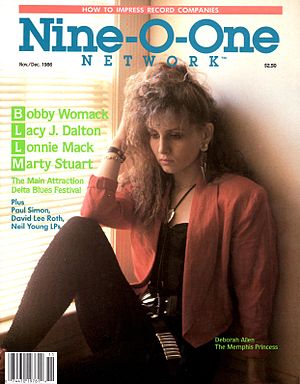 HOW TO IMPRESS RECORD COMPANIES
Nine-O-One
NETWORK™
Nov./Dec. 1986
$2.50
Bobby Womack
Lacy J. Dalton
Lonnie Mack
Marty Stuart
The Main Attraction
Delta Blues Festival
Plus
Paul Simon,
David Lee Roth,
Neil Young LPs
Deborah Allen
The Memphis Princess